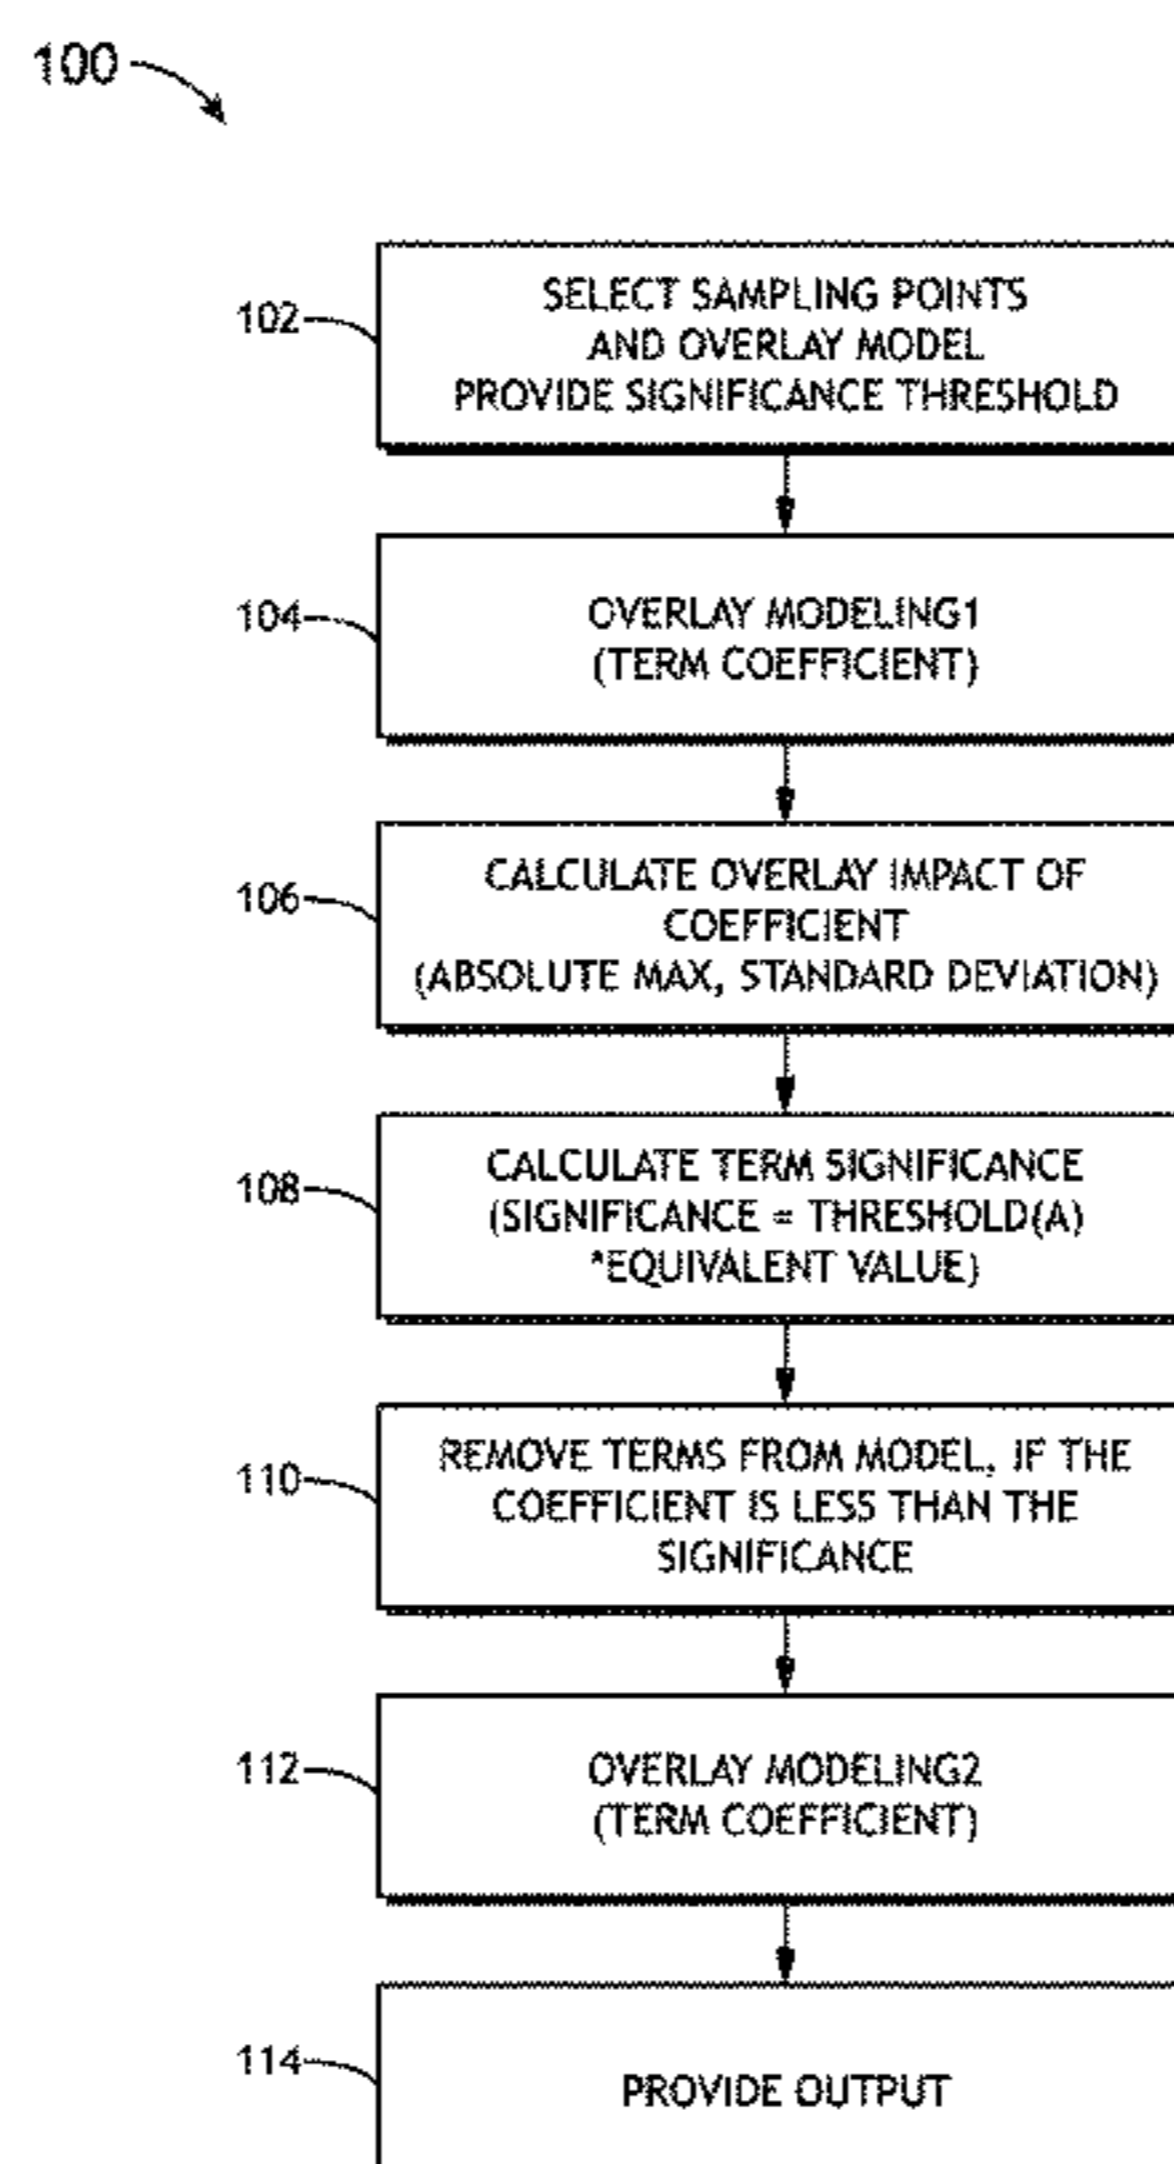 100
102
SELECT SAMPLING POINTS
AND OVERLAY MODEL
PROVIDE SIGNIFICANCE THRESHOLD
104
OVERLAY MODELING1
(TERM COEFFICIENT)
106
CALCULATE OVERLAY IMPACT OF
COEFFICIENT
(ABSOLUTE MAX, STANDARD DEVIATION)
108
CALCULATE TERM SIGNIFICANCE
(SIGNIFICANCE = THRESHOLD(A)
*EQUIVALENT VALUE)
110
REMOVE TERMS FROM MODEL, IF THE
COEFFICIENT IS LESS THAN THE
SIGNIFICANCE
112
OVERLAY MODELING2
(TERM COEFFICIENT)
114
PROVIDE OUTPUT